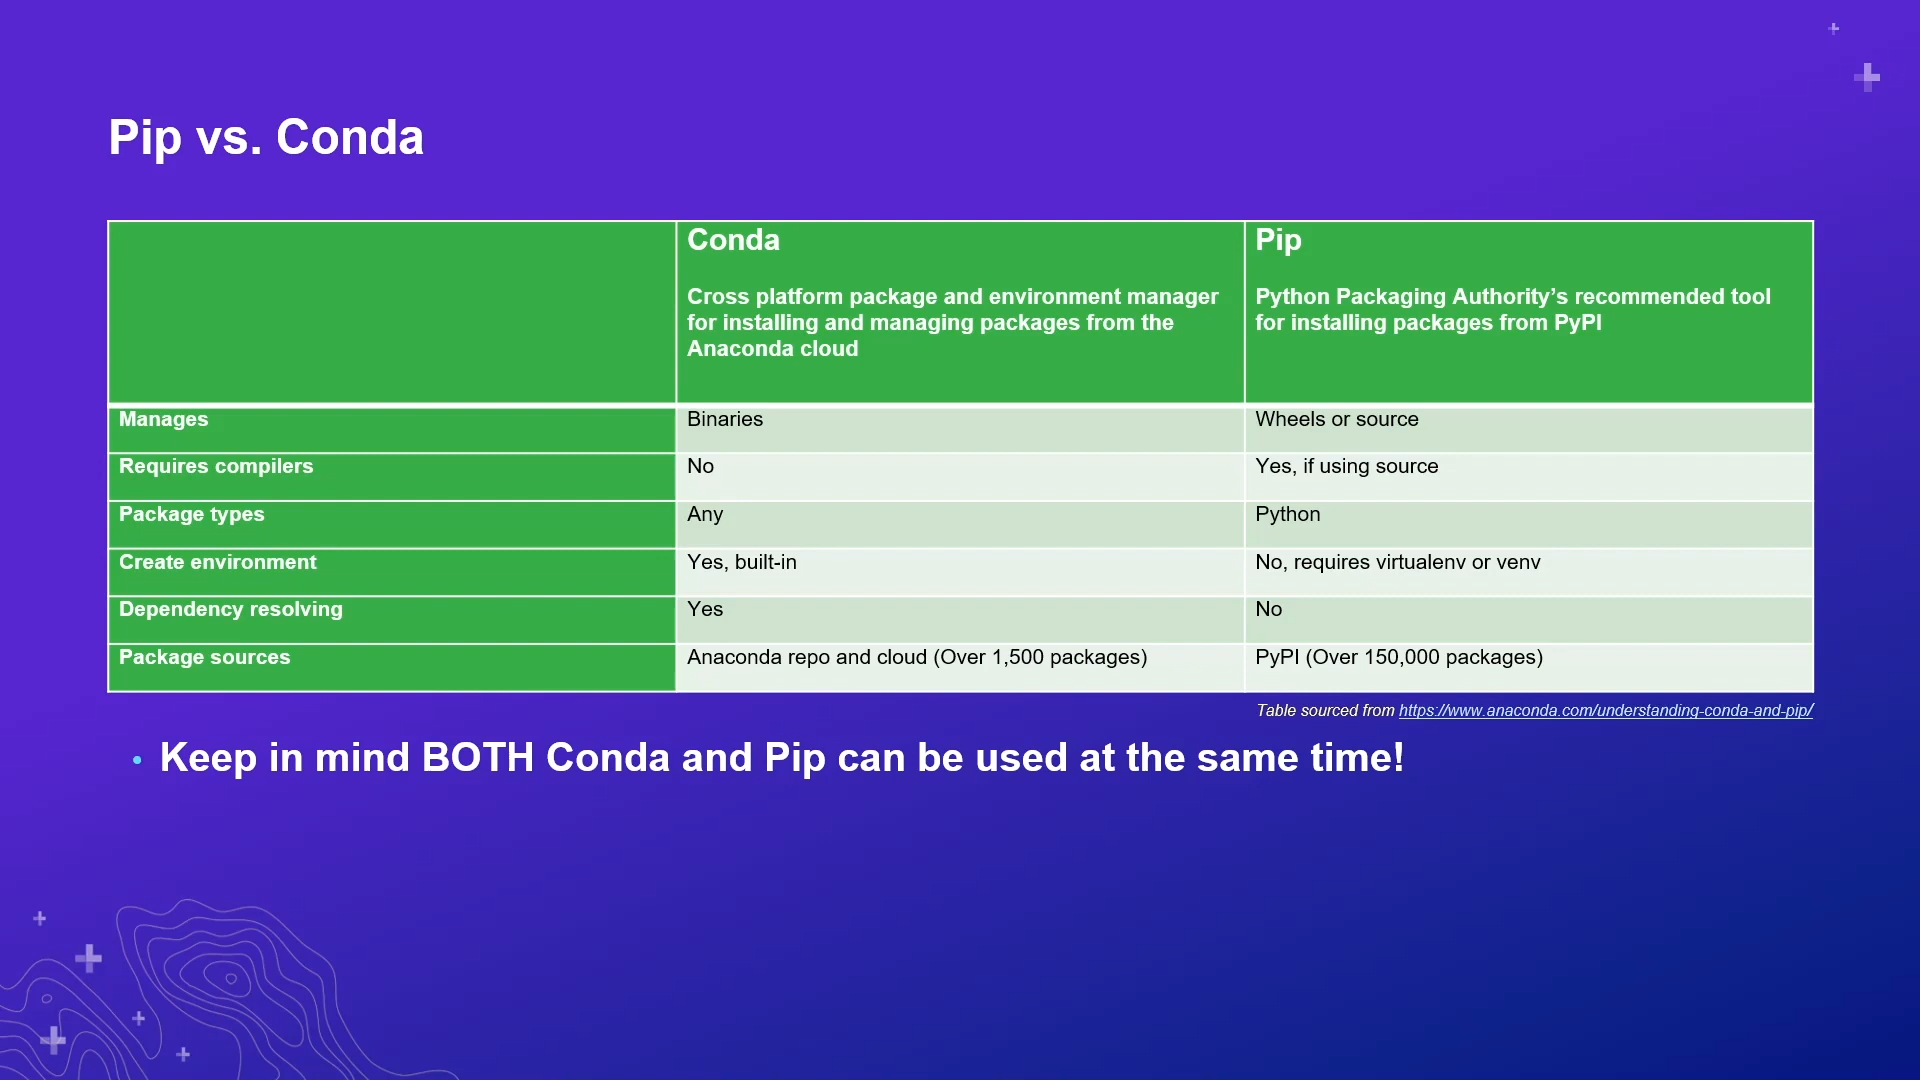 Pip vs. Conda
Conda
Cross platform package and environment manager
for installing and managing packages from the
Anaconda cloud
Pip
Python Packaging Authority’s recommended tool
for installing packages from PyPI
Manages
Binaries
Wheels or source
Requires compilers
No
Yes, if using source
Package types
Any
Python
Create environment
Yes, built-in
No, requires virtualenv or venv
Dependency resolving
Yes
No
Package sources
Anaconda repo and cloud (Over 1,500 packages)
PyPI (Over 150,000 packages)
Table sourced from https://www.anaconda.com/understanding-conda-and-pip/
• Keep in mind BOTH Conda and Pip can be used at the same time!